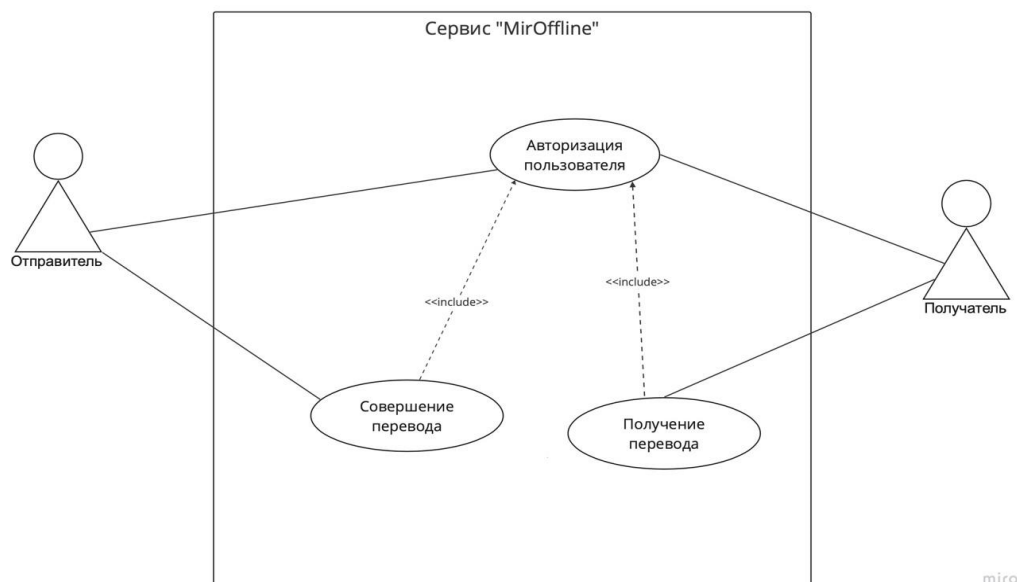 Сервис "MirOffline"
Авторизация
пользователя
Отправитель
<<include>>
<<include>>
Получатель
Совершение
перевода
Получение
перевода
miro